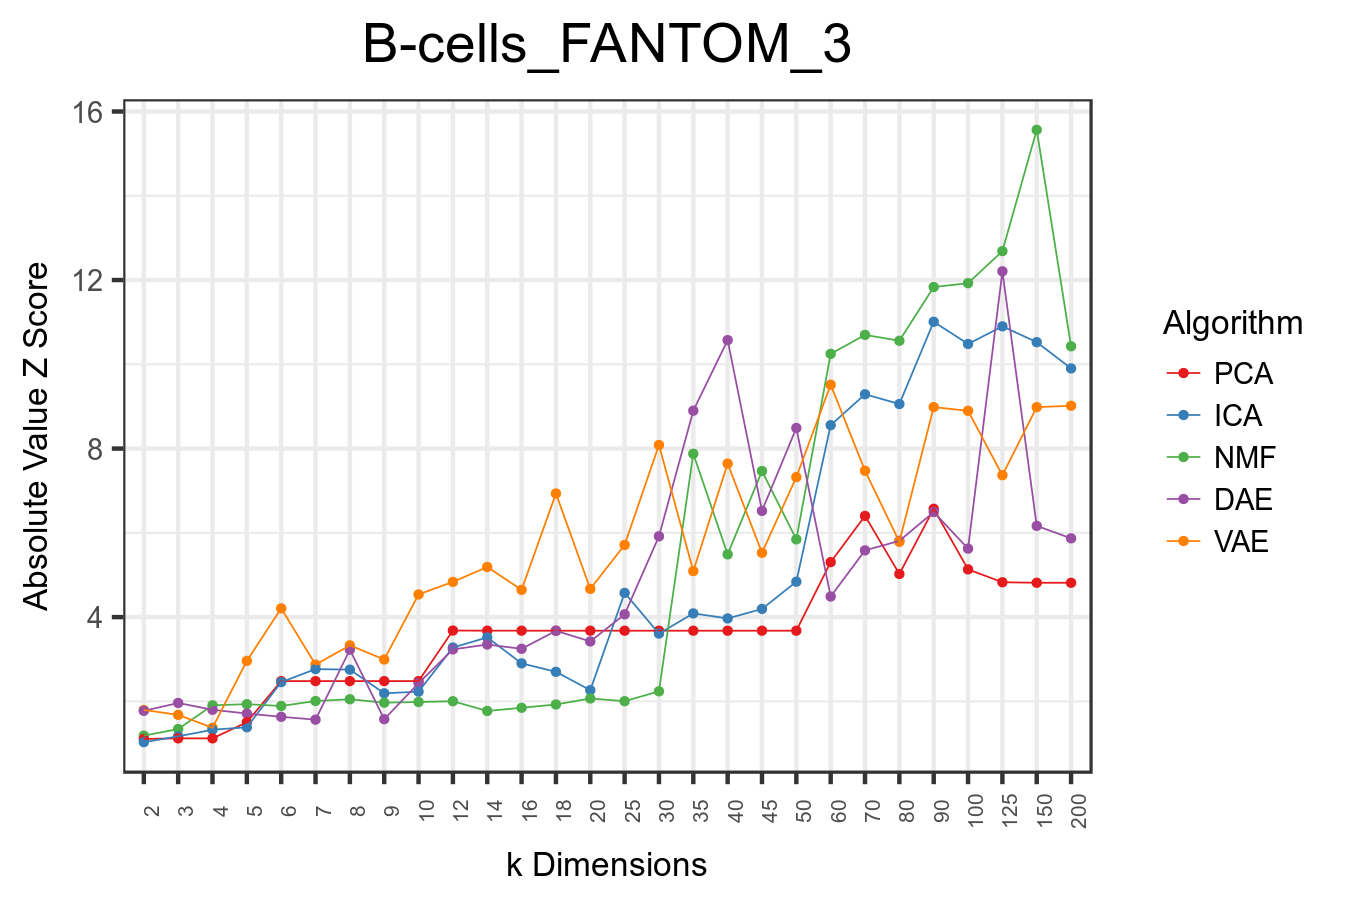 B-cells_FANTOM_3
Absolute Value Z Score
16
12
8
4
2 3 4 5 6 7 8 9 10 12 14 16 18 20 25 30 35 40 45 50 60 70 80 90 100 125 150 200
k Dimensions
Algorithm
PCA
ICA
NMF
DAE
VAE